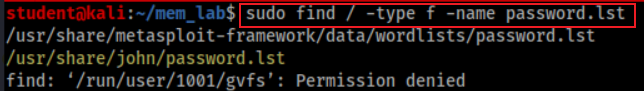 student@kali:~/mem_lab$ sudo find / -type f -name password.lst
/usr/share/metasploit-framework/data/wordlists/password.lst
/usr/share/john/password.lst
find: ‘/run/user/1001/gvfs’: Permission denied